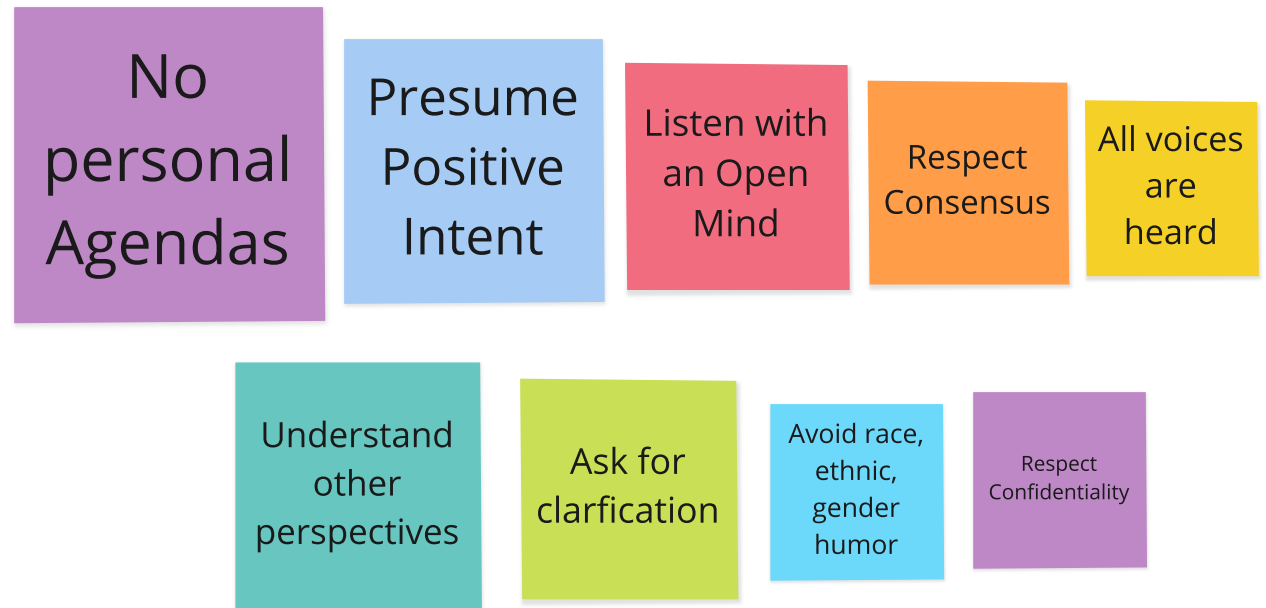 No
personal
Agendas
Presume
Positive
Intent
Listen with
an Open
Mind
Respect
Consensus
All voices
are
heard
Understand
other
perspectives
Ask for
clarfication
Avoid race,
ethnic,
gender
humor
Respect
Confidentiality